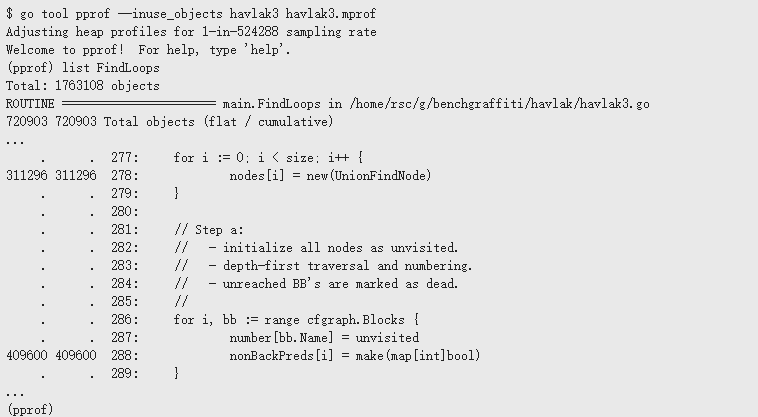 $ go tool pprof --inuse_objects havlak3 havlak3.mprof
Adjusting heap profiles for 1-in-524288 sampling rate
Welcome to pprof!  For help, type 'help'.
(pprof) list FindLoops
Total: 1763108 objects
ROUTINE ====================== main.FindLoops in /home/rsc/g/benchgraffiti/havlak/havlak3.go
720903 720903 Total objects (flat / cumulative)
...
     .      .  277:     for i := 0; i < size; i++ {
311296 311296  278:             nodes[i] = new(UnionFindNode)
     .      .  279:     }
     .      .  280:
     .      .  281:     // Step a:
     .      .  282:     //   - initialize all nodes as unvisited.
     .      .  283:     //   - depth-first traversal and numbering.
     .      .  284:     //   - unreached BB's are marked as dead.
     .      .  285:     //
     .      .  286:     for i, bb := range cfgraph.Blocks {
     .      .  287:             number[bb.Name] = unvisited
409600 409600  288:             nonBackPreds[i] = make(map[int]bool)
     .      .  289:     }
...
(pprof)